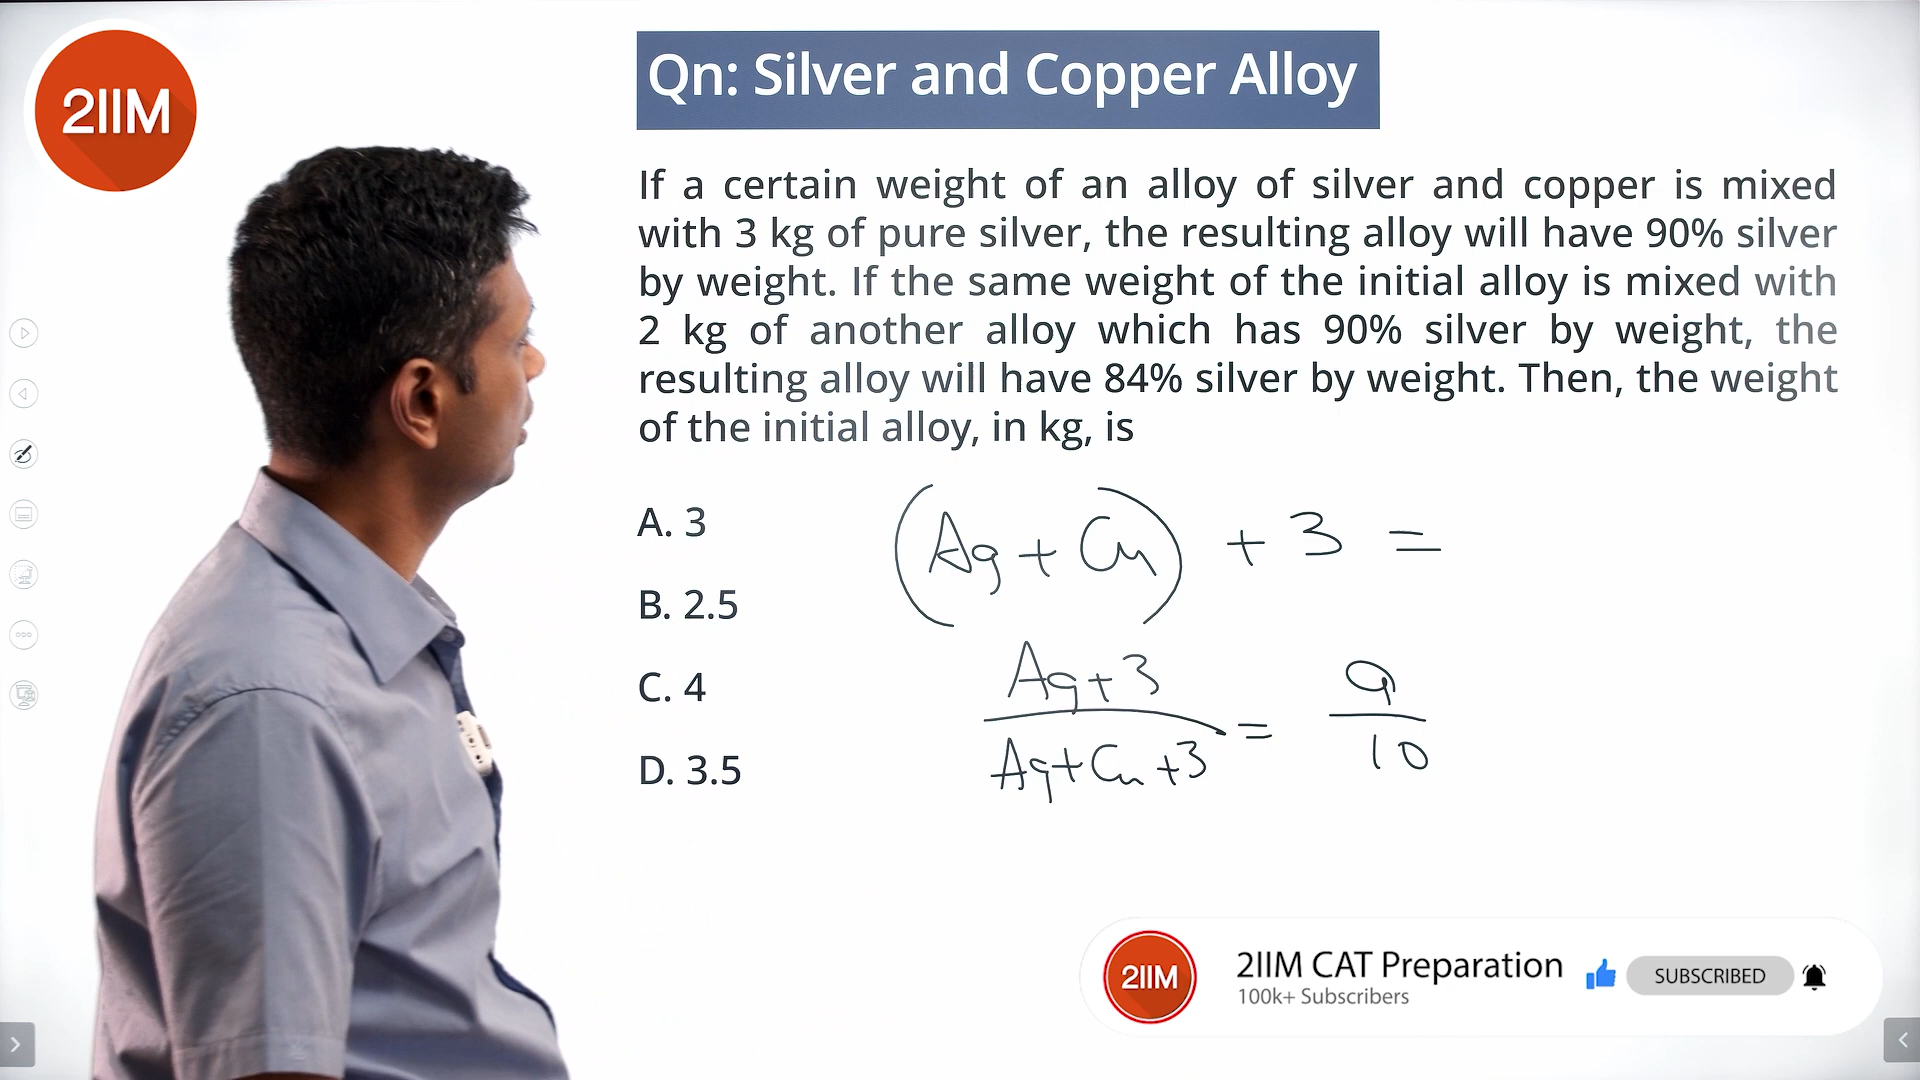 2IIM
Qn: Silver and Copper Alloy
If a certain weight of an alloy of silver and copper is mixed
with 3 kg of pure silver, the resulting alloy will have 90% silver
by weight. If the same weight of the initial alloy is mixed with
2 kg of another alloy which has 90% silver by weight, the
resulting alloy will have 84% silver by weight. Then, the weight
of the initial alloy, in kg, is
A. 3
B. 2.5
C. 4
D. 3.5
(Ag + Cu) + 3 =
Ag + 3
Ag + Cu + 3
=
9
10
2IIM
2IIM CAT Preparation
100k+ Subscribers
SUBSCRIBED